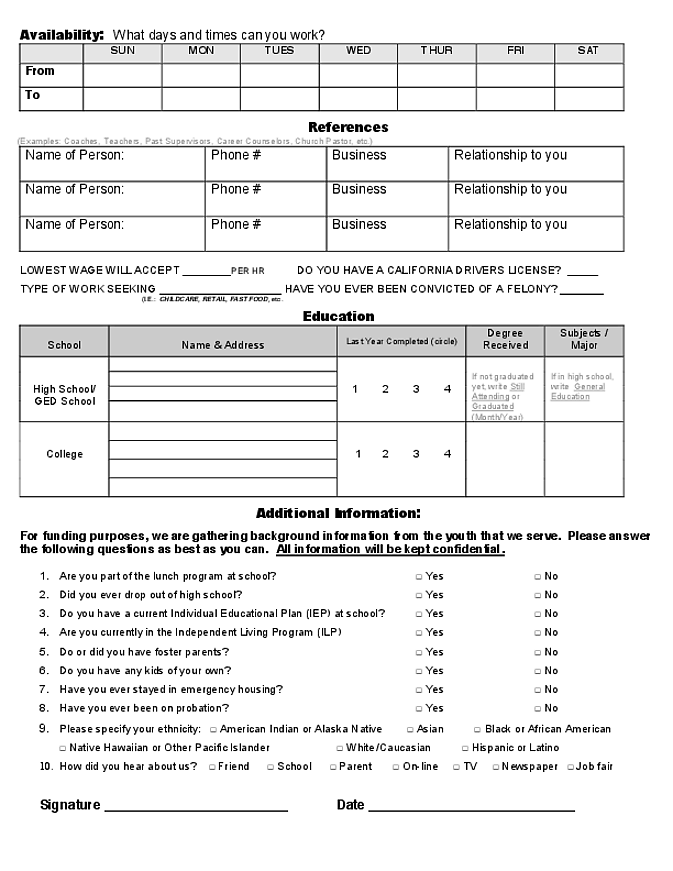 Availability: What days and times can you work?
SUN MON TUES WED THUR FRI SAT
From
To
References
(Examples: Coaches, Teachers, Past Supervisors, Career Counselors, Church Pastor, etc.)
Name of Person: Phone # Business Relationship to you
Name of Person: Phone # Business Relationship to you
Name of Person: Phone # Business Relationship to you
LOWEST WAGE WILL ACCEPT ________PER HR DO YOU HAVE A CALIFORNIA DRIVERS LICENSE? _____
TYPE OF WORK SEEKING ____________________ HAVE YOU EVER BEEN CONVICTED OF A FELONY? _______
(I.E.: CHILDCARE, RETAIL, FAST FOOD, etc.
Education
School Name & Address Last Year Completed (circle) Degree Received Subjects / Major
High School/ GED School 1 2 3 4 If not graduated yet, write Still Attending or Graduated (Month/Year) If in high school, write General Education
College 1 2 3 4
Additional Information:
For funding purposes, we are gathering background information from the youth that we serve. Please answer
the following questions as best as you can. All information will be kept confidential.
1. Are you part of the lunch program at school? □ Yes □ No
2. Did you ever drop out of high school? □ Yes □ No
3. Do you have a current Individual Educational Plan (IEP) at school? □ Yes □ No
4. Are you currently in the Independent Living Program (ILP) □ Yes □ No
5. Do or did you have foster parents? □ Yes □ No
6. Do you have any kids of your own? □ Yes □ No
7. Have you ever stayed in emergency housing? □ Yes □ No
8. Have you ever been on probation? □ Yes □ No
9. Please specify your ethnicity: □ American Indian or Alaska Native □ Asian □ Black or African American
□ Native Hawaiian or Other Pacific Islander □ White/Caucasian □ Hispanic or Latino
10. How did you hear about us? □ Friend □ School □ Parent □ On-line □ TV □ Newspaper □ Job fair
Signature ________________________ Date ___________________________